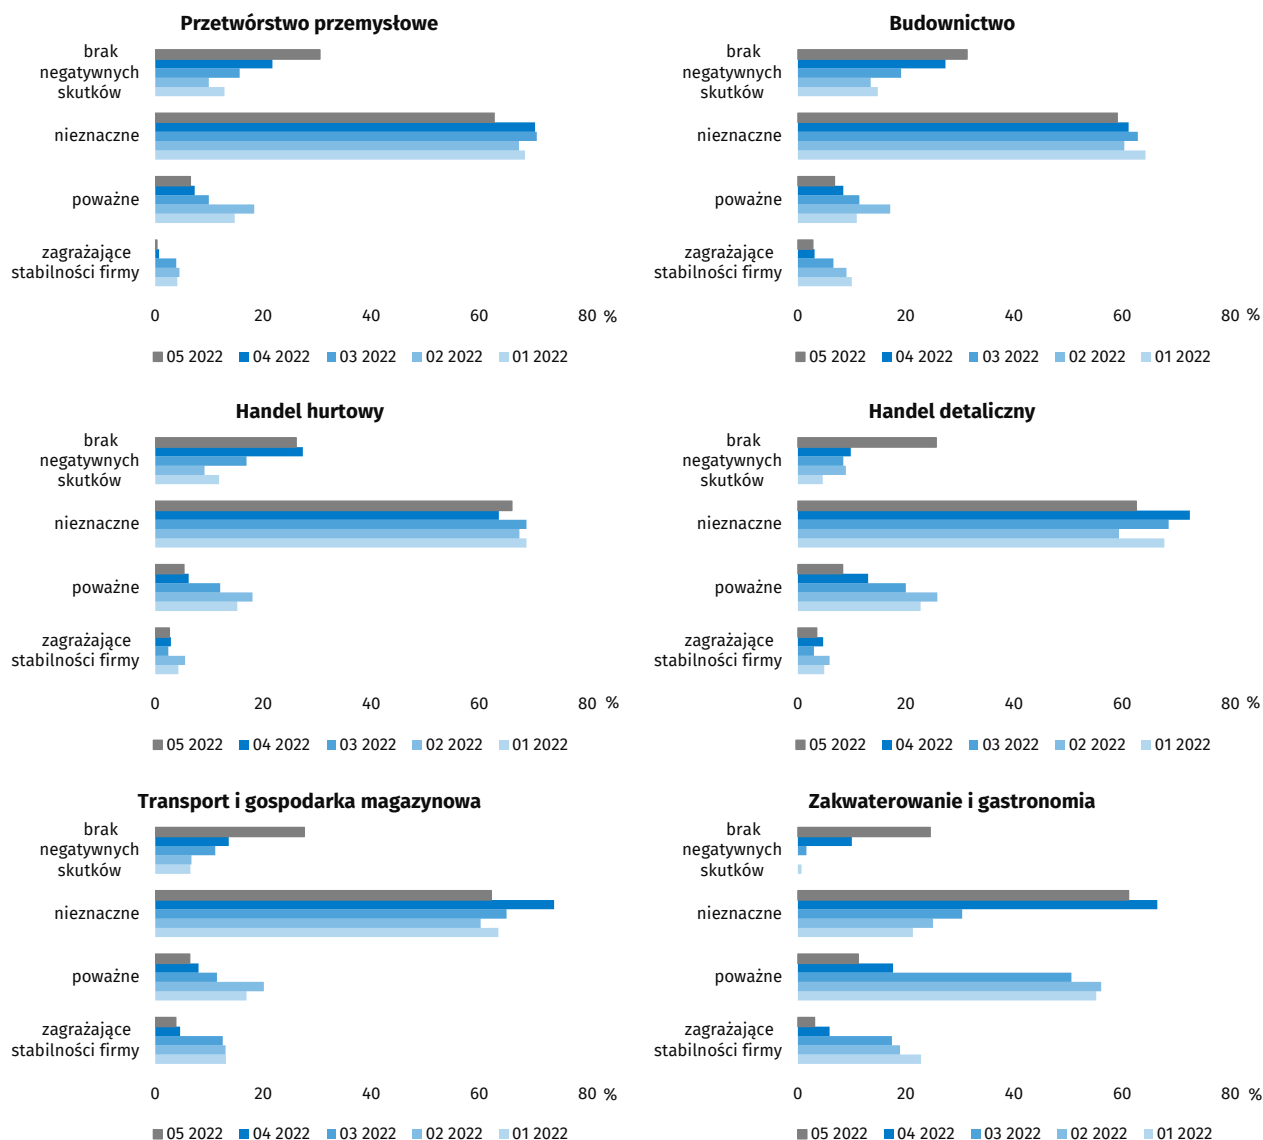 Przetwórstwo przemysłowe
brak
negatywnych
skutków
nieznaczne
poważne
zagrażające
stabilności firmy
0 20 40 60 80 %
05 2022 04 2022 03 2022 02 2022 01 2022
Budownictwo
brak
negatywnych
skutków
nieznaczne
poważne
zagrażające
stabilności firmy
0 20 40 60 80 %
05 2022 04 2022 03 2022 02 2022 01 2022
Handel hurtowy
brak
negatywnych
skutków
nieznaczne
poważne
zagrażające
stabilności firmy
0 20 40 60 80 %
05 2022 04 2022 03 2022 02 2022 01 2022
Handel detaliczny
brak
negatywnych
skutków
nieznaczne
poważne
zagrażające
stabilności firmy
0 20 40 60 80 %
05 2022 04 2022 03 2022 02 2022 01 2022
Transport i gospodarka magazynowa
brak
negatywnych
skutków
nieznaczne
poważne
zagrażające
stabilności firmy
0 20 40 60 80 %
05 2022 04 2022 03 2022 02 2022 01 2022
Zakwaterowanie i gastronomia
brak
negatywnych
skutków
nieznaczne
poważne
zagrażające
stabilności firmy
0 20 40 60 80 %
05 2022 04 2022 03 2022 02 2022 01 2022